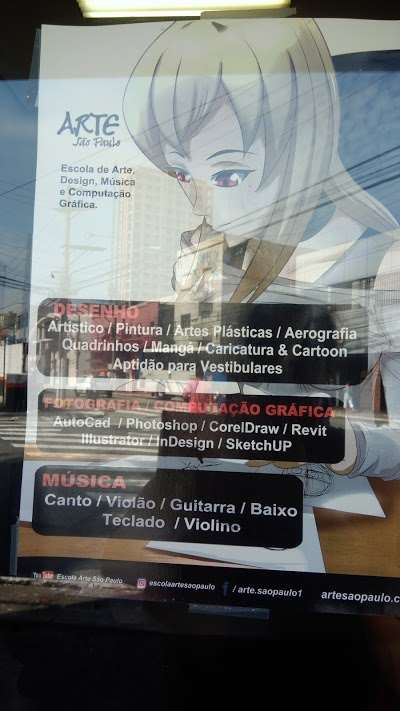 ARTE
São Paulo
Escola de Arte,
Design, Música
e Computação
Gráfica.
DESENHO
Artístico / Pintura / Artes Plásticas / Aerografia
Quadrinhos / Mangá / Caricatura & Cartoon
Aptidão para Vestibulares
FOTOGRAFIA / COMPUTAÇÃO GRÁFICA
AutoCad / Photoshop / CorelDraw / Revit
Illustrator / InDesign / SketchUP
MÚSICA
Canto / Violão / Guitarra / Baixo
Teclado / Violino
YouTube Escola Arte São Paulo escolaartesaopaulo f / arte.saopaulo1 artesaopaulo.c